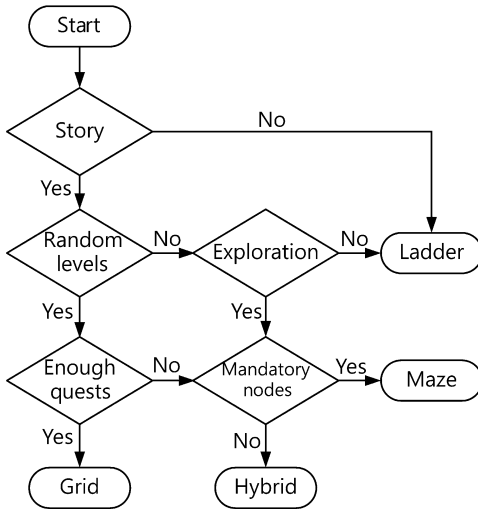 Start
Story
No
Yes
Random
levels
No
Exploration
No
Ladder
Yes
Yes
Enough
quests
No
Mandatory
nodes
Yes
Maze
Yes
No
Grid
Hybrid